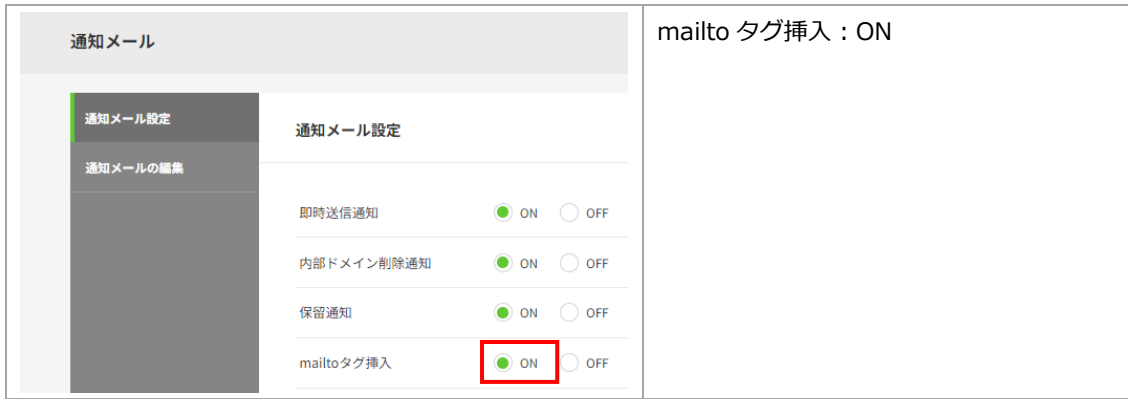 通知メール
通知メール設定
通知メールの編集
通知メール設定
即時送信通知 ON OFF
内部ドメイン削除通知 ON OFF
保留通知 ON OFF
mailtoタグ挿入 ON OFF
mailto タグ挿入：ON